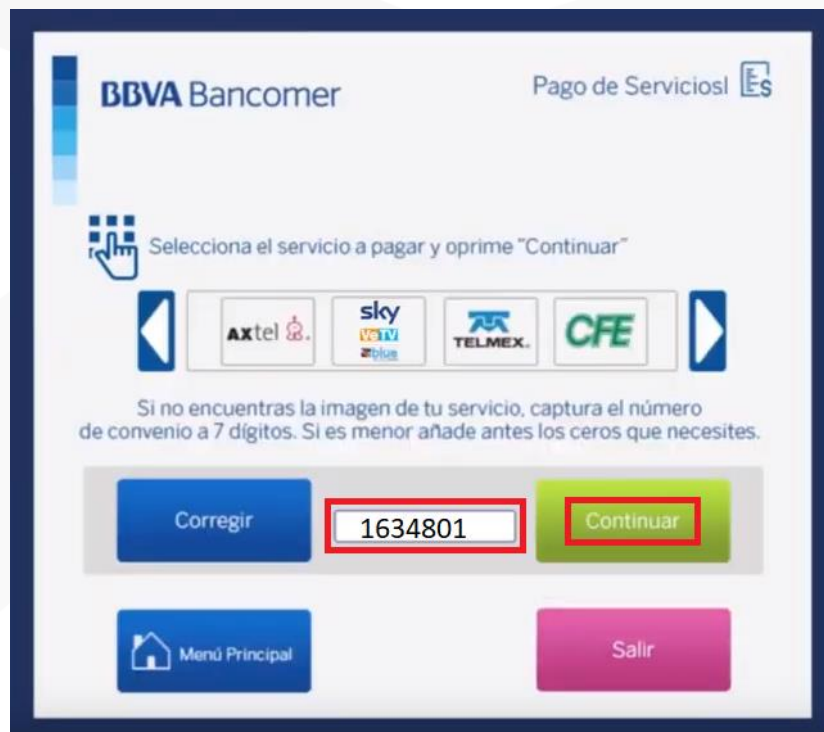 BBVA Bancomer
Pago de Serviciosl
Selecciona el servicio a pagar y oprime "Continuar"
axtel
sky
VeTV
blue
TELMEX.
CFE
Si no encuentras la imagen de tu servicio, captura el número
de convenio a 7 dígitos. Si es menor añade antes los ceros que necesites.
Corregir
1634801
Continuar
Menú Principal
Salir